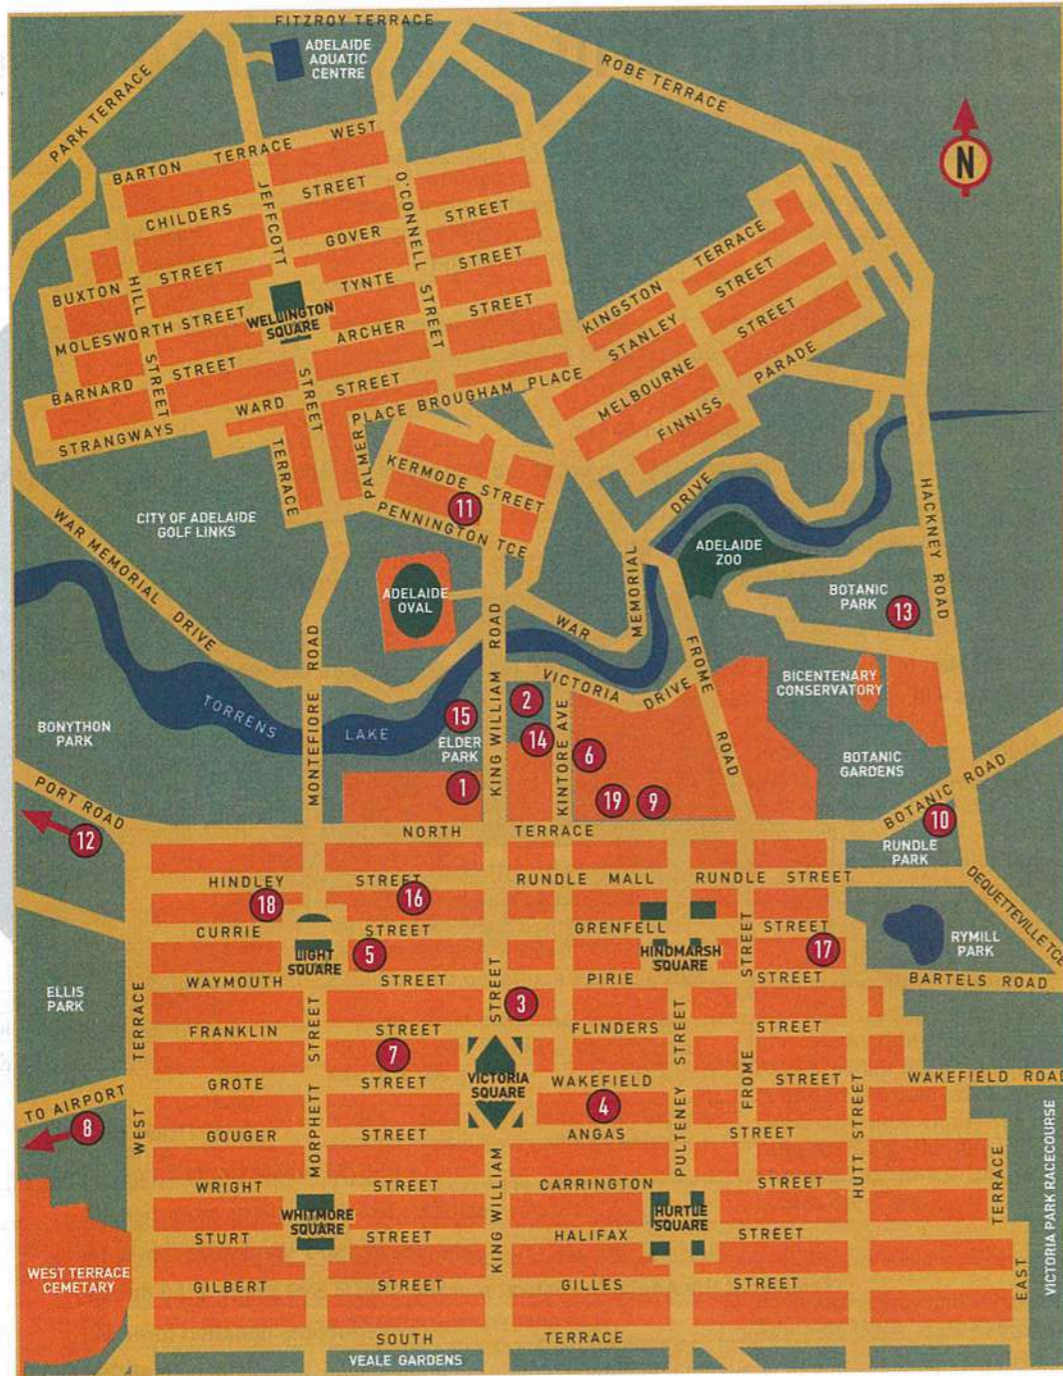 FITZROY TERRACE
ADELAIDE
AQUATIC
CENTRE
ROBE TERRACE
PARK TERRACE
N
BARTON TERRACE WEST
CHILDERS STREET
JEFFCOTT
STREET
O'CONNELL
STREET
GOVER STREET
BUXTON STREET
HILL
STREET
TYNTE STREET
MOLESWORTH STREET
WELLINGTON
SQUARE
ARCHER STREET
BARNARD STREET
WARD STREET
STRANGWAYS
TERRACE
PALMER
PLACE
BROUGHAM PLACE
KINGSTON TERRACE
STANLEY STREET
MELBOURNE STREET
FINNISS PARADE
KERMODE STREET
11
PENNINGTON TCE
CITY OF ADELAIDE
GOLF LINKS
WAR MEMORIAL DRIVE
ADELAIDE
OVAL
WAR MEMORIAL DRIVE
ADELAIDE
ZOO
HACKNEY ROAD
BOTANIC
PARK
13
MONTEFIORE ROAD
KING WILLIAM ROAD
VICTORIA DRIVE
FROME
ROAD
BICENTENARY
CONSERVATORY
TORRENS LAKE
BONYTHON
PARK
15
ELDER
PARK
2
14
KINTORE AVE
6
1
19
9
BOTANIC
GARDENS
BOTANIC ROAD
10
RUNDLE
PARK
PORT ROAD
12
NORTH TERRACE
HINDLEY STREET
RUNDLE MALL
RUNDLE STREET
DEQUETTEVILLE TCE
18
16
CURRIE STREET
GRENFELL STREET
LIGHT
SQUARE
5
HINDMARSH
SQUARE
17
RYMILL
PARK
WAYMOUTH STREET
PIRIE STREET
BARTELS ROAD
ELLIS
PARK
3
FRANKLIN STREET
FLINDERS STREET
7
VICTORIA
SQUARE
GROTE STREET
WAKEFIELD STREET
WAKEFIELD ROAD
TO AIRPORT
8
4
GOUGER STREET
ANGAS STREET
WEST TERRACE
MORPHETT STREET
KING WILLIAM STREET
PULTENEY STREET
FROME STREET
HUTT STREET
EAST TERRACE
VICTORIA PARK RACECOURSE
WRIGHT STREET
CARRINGTON STREET
WHITMORE
SQUARE
HURTLE
SQUARE
STURT STREET
HALIFAX STREET
WEST TERRACE
CEMETARY
GILBERT STREET
GILLES STREET
SOUTH TERRACE
VEALE GARDENS